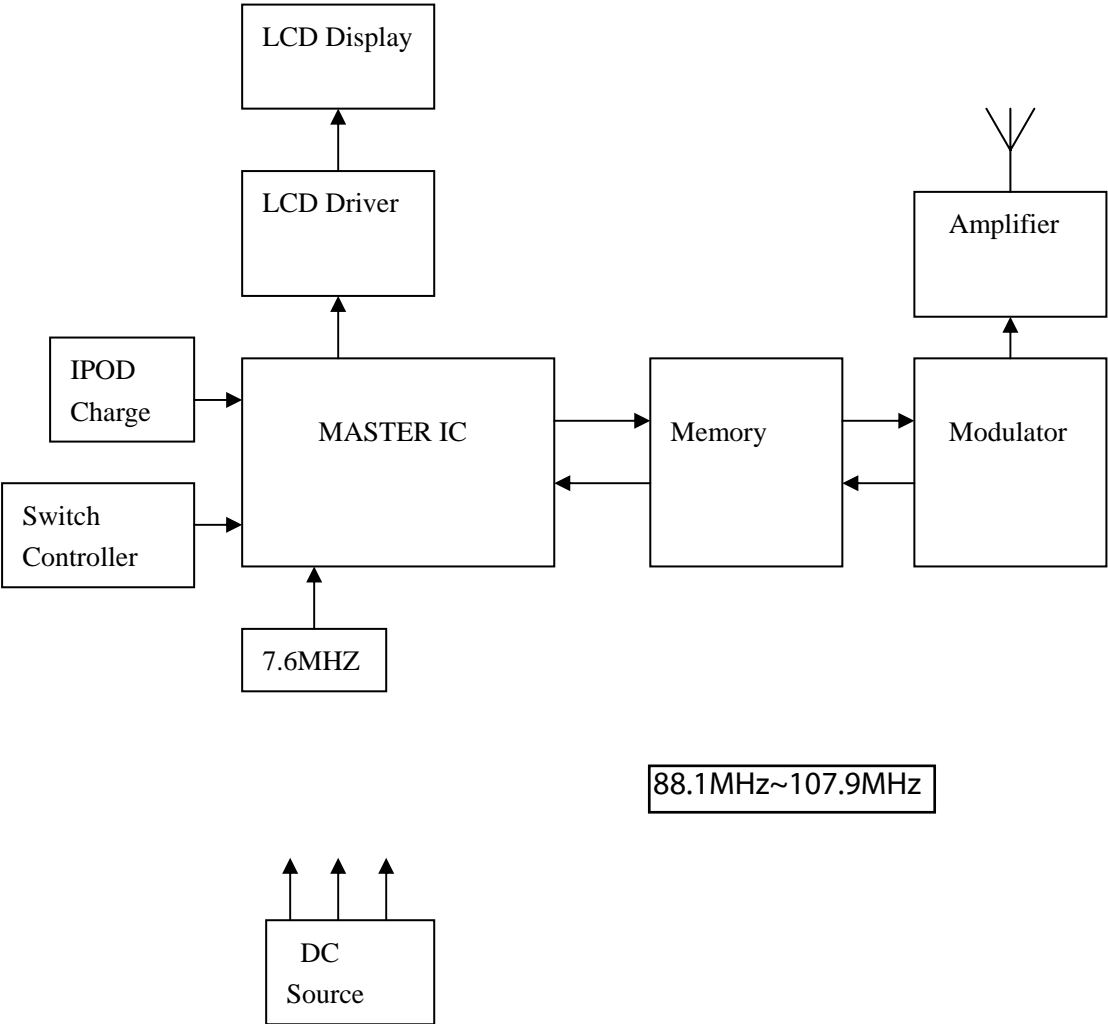 LCD Display
LCD Driver
Amplifier
IPOD
Charge
MASTER IC
Memory
Modulator
Switch
Controller
7.6MHZ
88.1MHz~107.9MHz
DC
Source